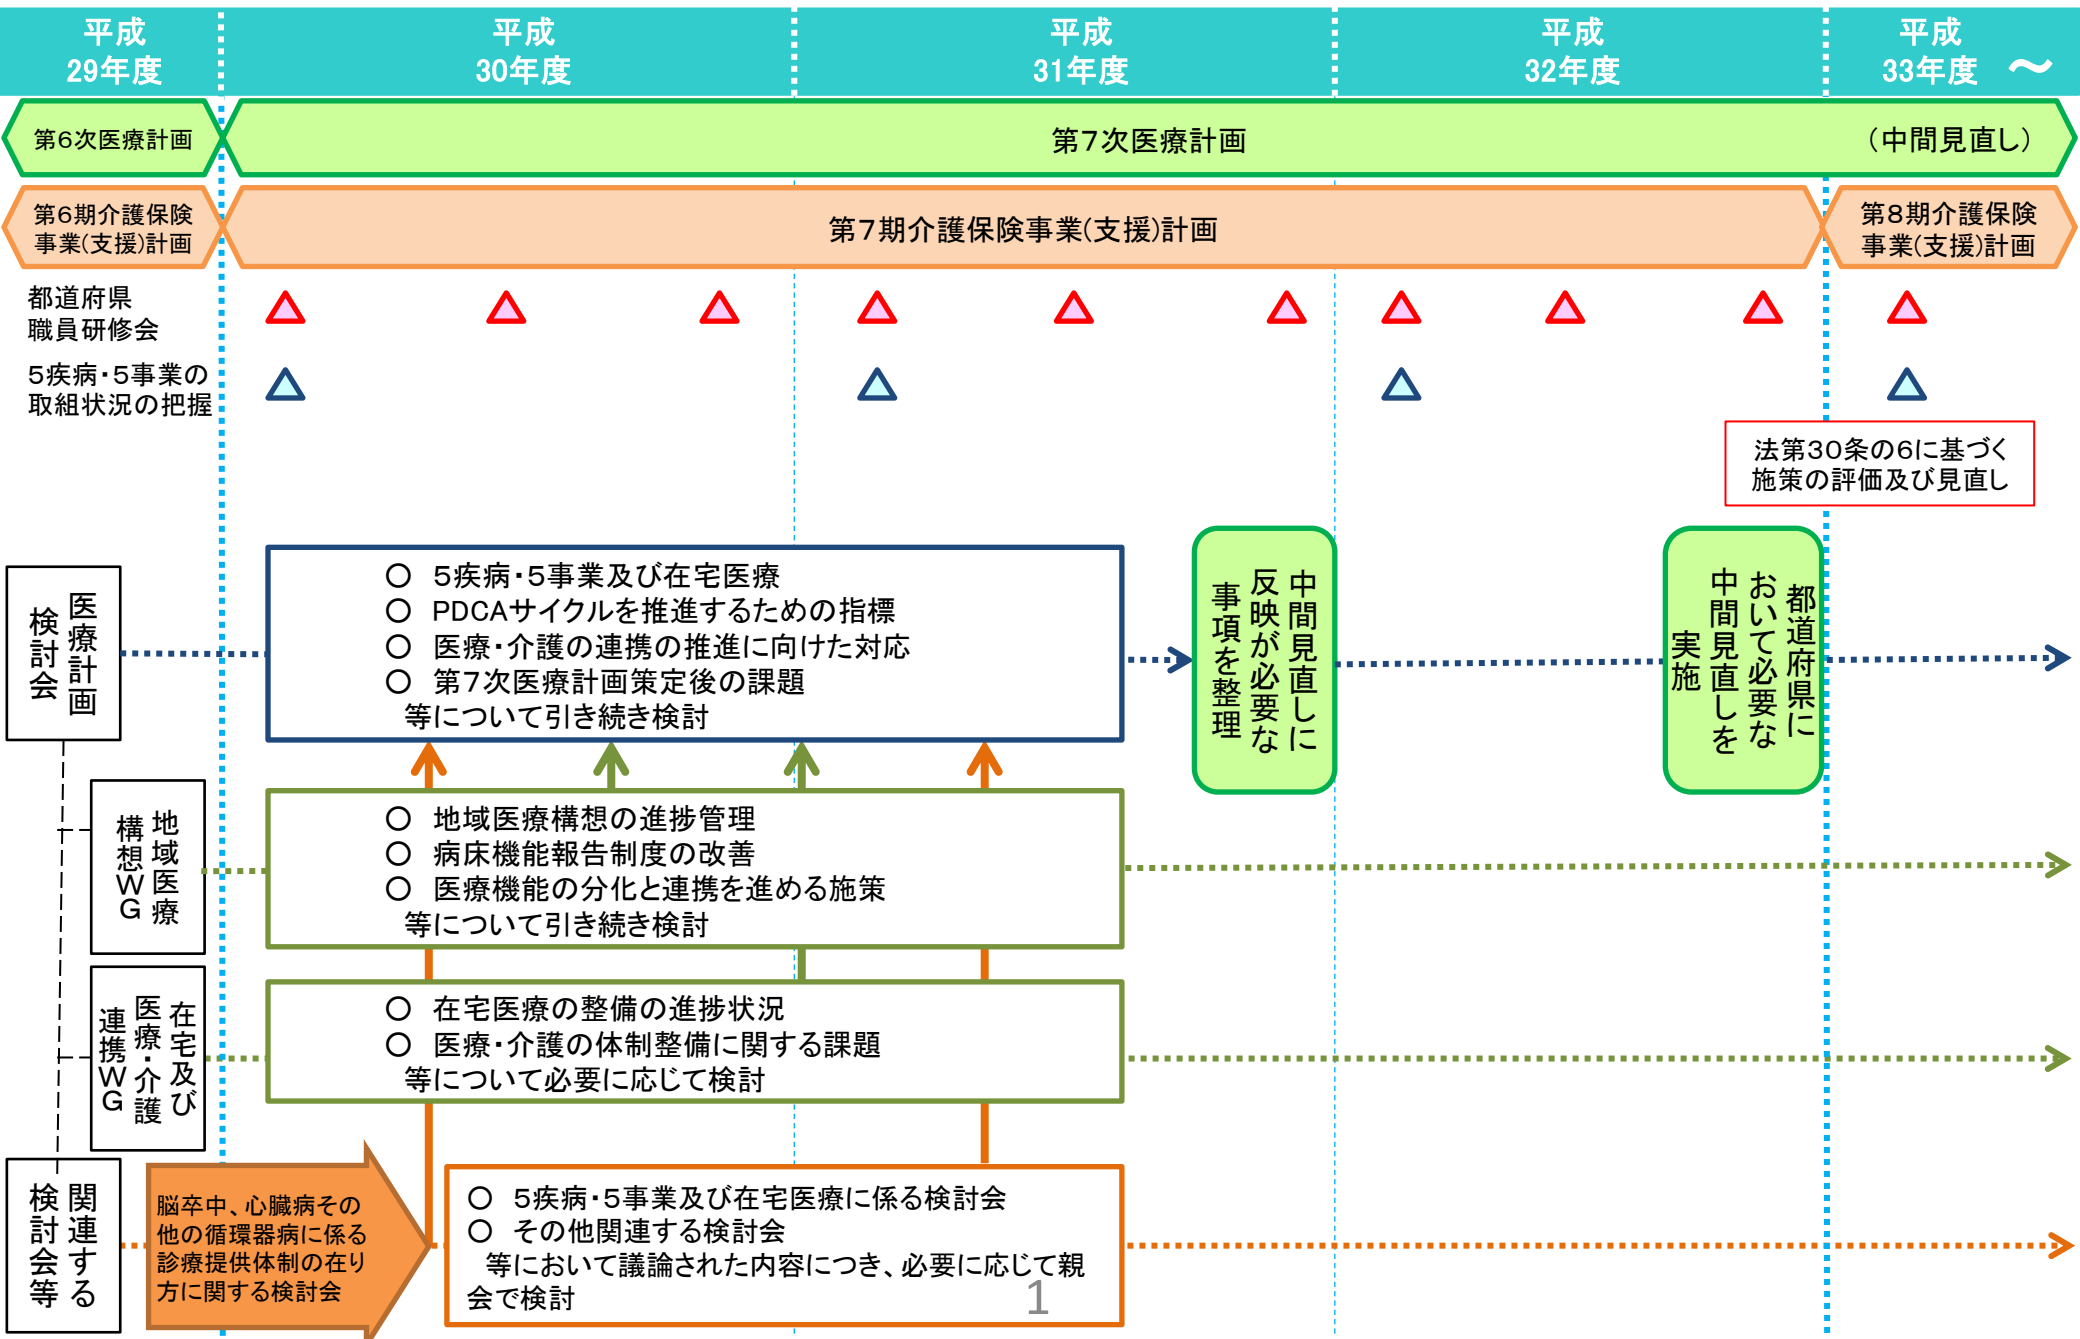 平成
29年度
平成
30年度
平成
31年度
平成
32年度
平成
33年度 ～
第６次医療計画
第７次医療計画
（中間見直し）
第６期介護保険
事業(支援)計画
第７期介護保険事業(支援)計画
第８期介護保険
事業(支援)計画
都道府県
職員研修会
５疾病・５事業の
取組状況の把握
法第30条の６に基づく
施策の評価及び見直し
医療計画
検討会
○　５疾病・５事業及び在宅医療
○　PDCAサイクルを推進するための指標
○　医療・介護の連携の推進に向けた対応
○　第７次医療計画策定後の課題
等について引き続き検討
中間見直しに
反映が必要な
事項を整理
都道府県に
おいて必要な
中間見直しを
実施
地域医療
構想WG
○　地域医療構想の進捗管理
○　病床機能報告制度の改善
○　医療機能の分化と連携を進める施策
等について引き続き検討
在宅及び
医療・介護
連携WG
○　在宅医療の整備の進捗状況
○　医療・介護の体制整備に関する課題
等について必要に応じて検討
関連する
検討会等
脳卒中、心臓病その
他の循環器病に係る
診療提供体制の在り
方に関する検討会
○　５疾病・５事業及び在宅医療に係る検討会
○　その他関連する検討会
等において議論された内容につき、必要に応じて親
会で検討
1